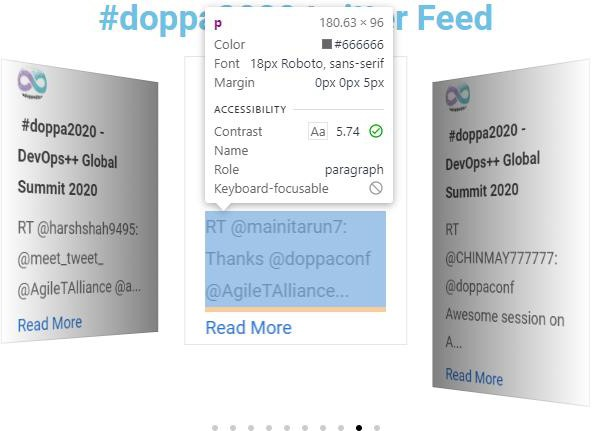 #doppa2020 Twitter Feed
p 180.63 × 96
Color #666666
Font 18px Roboto, sans-serif
Margin 0px 0px 5px
ACCESSIBILITY
Contrast Aa 5.74
Name
Role paragraph
Keyboard-focusable
#doppa2020 -
DevOps++ Global
Summit 2020
RT @harshshah9495:
@meet_tweet_
@AgileTAlliance @a...
Read More
RT @mainitarun7:
Thanks @doppaconf
@AgileTAlliance...
Read More
#doppa2020 -
DevOps++ Global
Summit 2020
RT
@CHINMAY777777:
@doppaconf
Awesome session on
A...
Read More